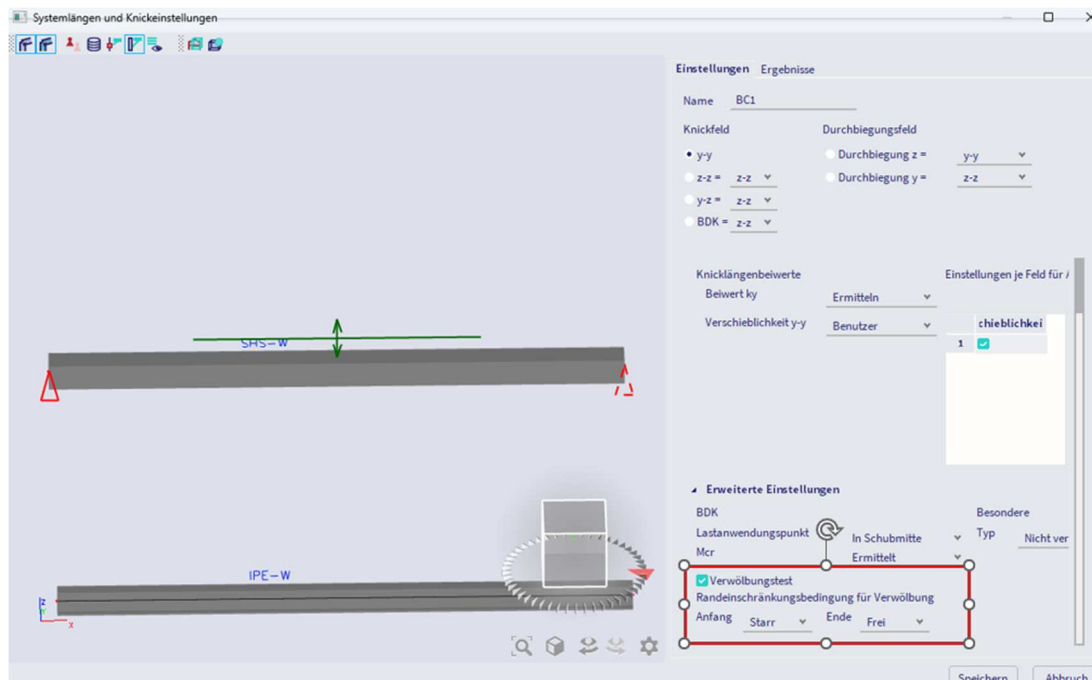 Systemlängen und Knickeinstellungen
Einstellungen Ergebnisse
Name BC1
Knickfeld Durchbiegungsfeld
y-y Durchbiegung z = y-y
z-z = z-z Durchbiegung y = z-z
y-z = z-z
BDK = z-z
Knicklängenbeiwerte Einstellungen je Feld für A
Beiwert ky Ermitteln
Verschieblichkeit y-y Benutzer chieblichkei
1
SHS-W
Erweiterte Einstellungen
BDK Besondere
Lastanwendungspunkt In Schubmitte Typ Nicht ver
Mcr Ermittelt
IPE-W
Verwölbungstest
Randeinschränkungsbedingung für Verwölbung
Anfang Starr Ende Frei
z
y
x
Speichern Abbruch